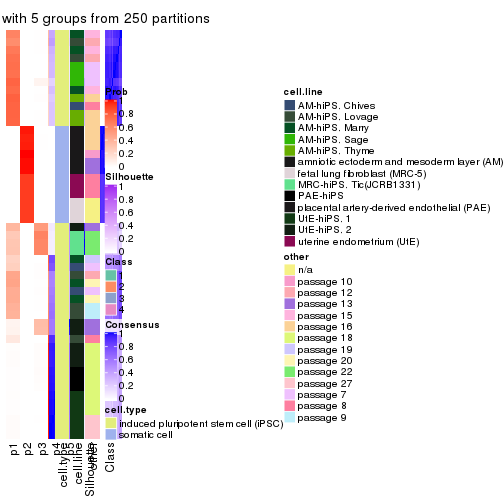 with 5 groups from 250 partitions
Prob
1
0.8
0.6
0.4
0.2
0
Silhouette
1
0.8
0.6
0.4
0.2
0
Class
1
2
3
4
Consensus
1
0.8
0.6
0.4
0.2
0
cell.type
induced pluripotent stem cell (iPSC)
somatic cell
cell.line
AM-hiPS. Chives
AM-hiPS. Lovage
AM-hiPS. Marry
AM-hiPS. Sage
AM-hiPS. Thyme
amniotic ectoderm and mesoderm layer (AM)
fetal lung fibroblast (MRC-5)
MRC-hiPS. Tic(JCRB1331)
PAE-hiPS
placental artery-derived endothelial (PAE)
UtE-hiPS. 1
UtE-hiPS. 2
uterine endometrium (UtE)
other
n/a
passage 10
passage 12
passage 13
passage 15
passage 16
passage 18
passage 19
passage 20
passage 22
passage 27
passage 7
passage 8
passage 9
p1
p2
p3
p4
cell.type
p5
cell.line
Silhouette
other
Class